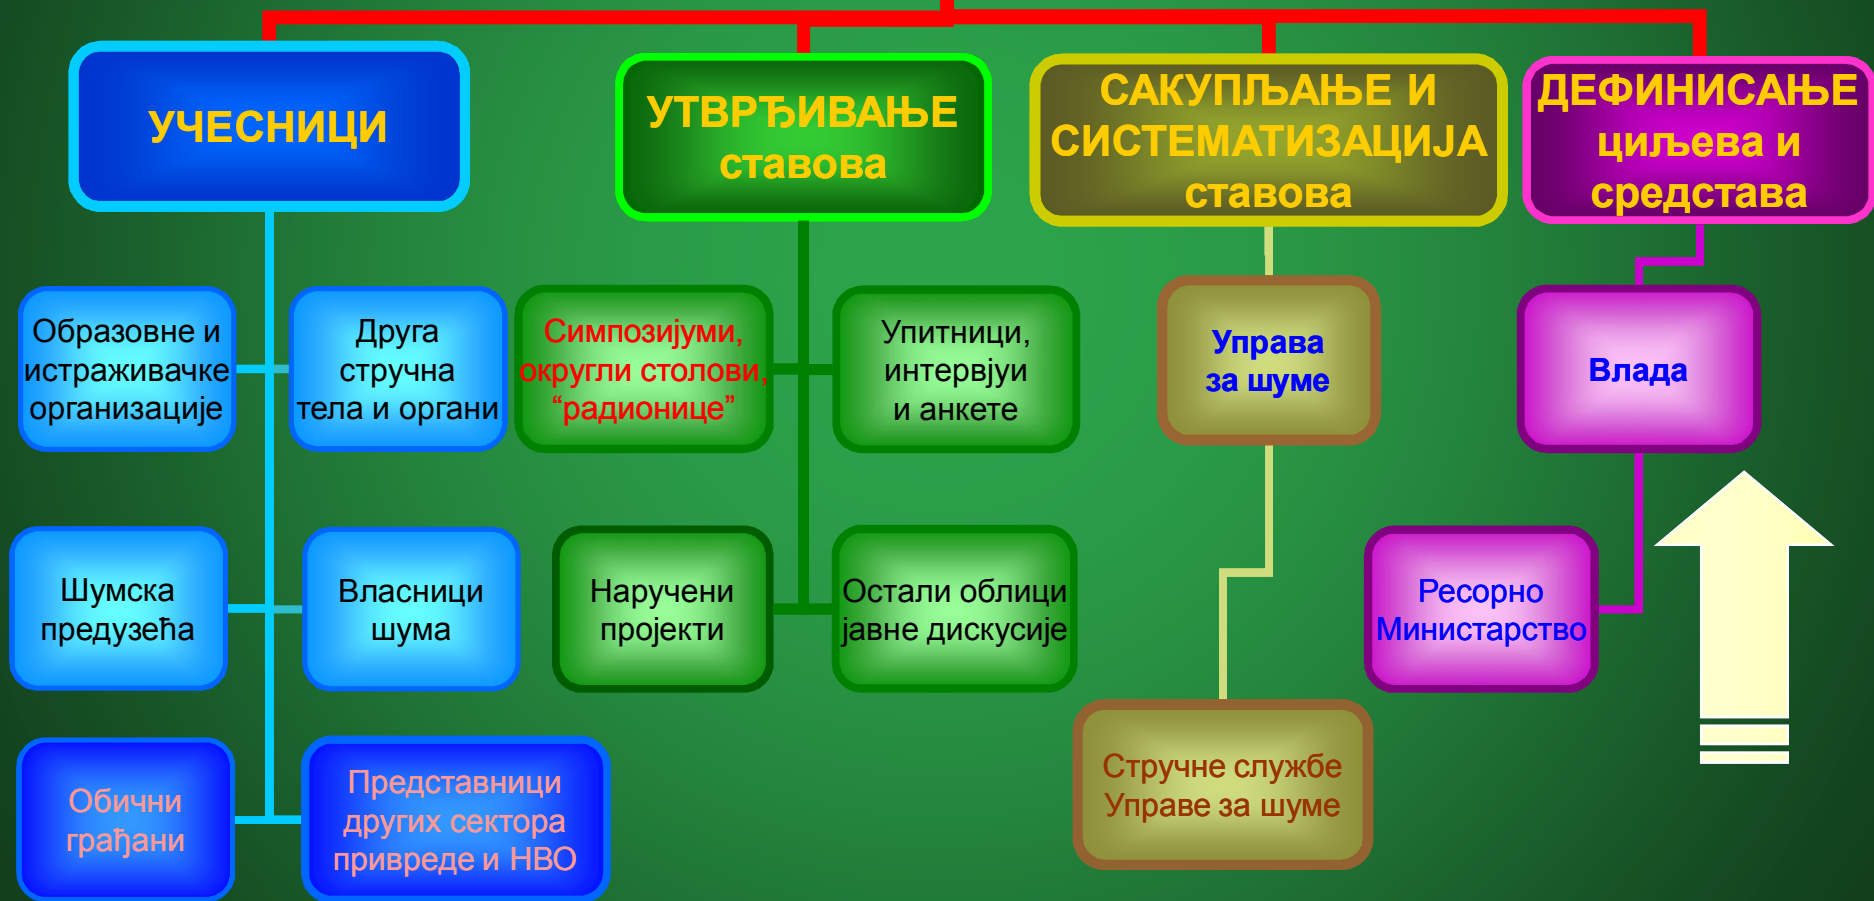 УЧЕСНИЦИ
УТВРЂИВАЊЕ
ставова
САКУПЉАЊЕ И
СИСТЕМАТИЗАЦИЈА
ставова
ДЕФИНИСАЊЕ
циљева и
средстава
Образовне и
истраживачке
организације
Друга
стручна
тела и органи
Симпозијуми,
округли столови,
“радионице”
Упитници,
интервјуи
и анкете
Управа
за шуме
Влада
Шумска
предузећа
Власници
шума
Наручени
пројекти
Остали облици
јавне дискусије
Ресорно
Министарство
Обични
грађани
Представници
других сектора
привреде и НВО
Стручне службе
Управе за шуме